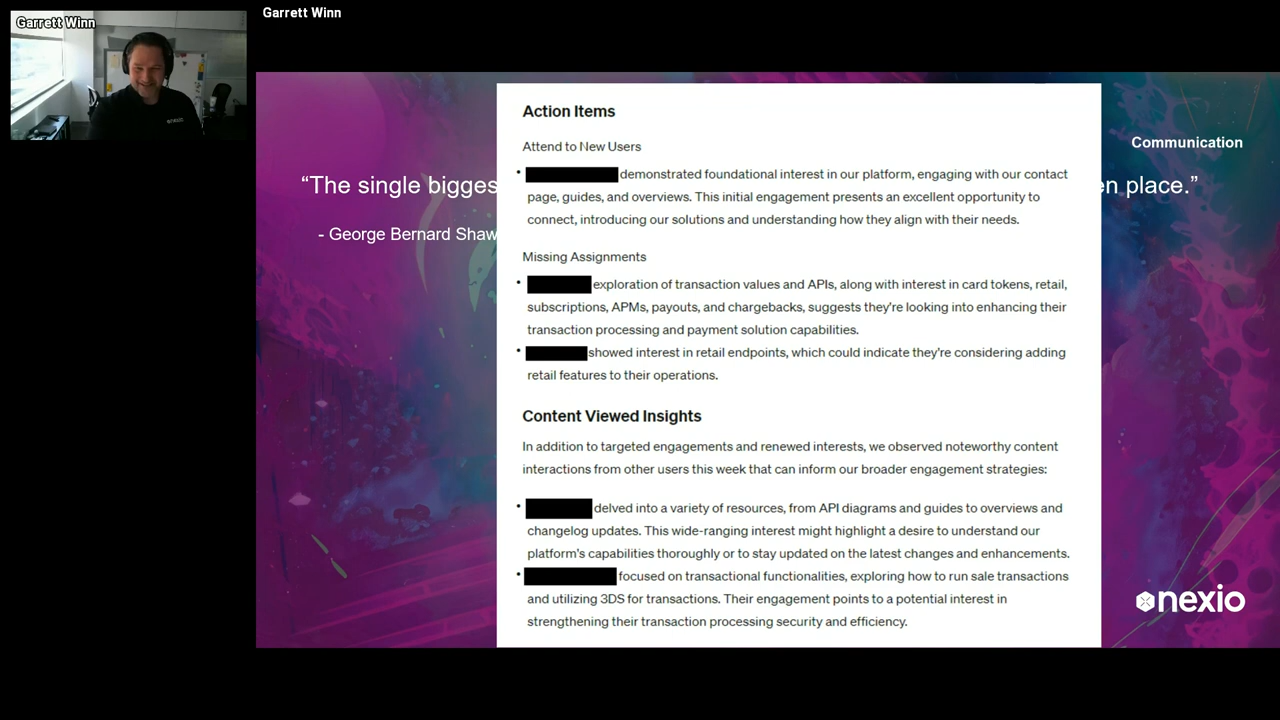 Garrett Winn
Garrett Winn
Communication
“The single bigges
en place.”
- George Bernard Shaw
Action Items
Attend to New Users
• demonstrated foundational interest in our platform, engaging with our contact
page, guides, and overviews. This initial engagement presents an excellent opportunity to
connect, introducing our solutions and understanding how they align with their needs.
Missing Assignments
• exploration of transaction values and APIs, along with interest in card tokens, retail,
subscriptions, APMs, payouts, and chargebacks, suggests they're looking into enhancing their
transaction processing and payment solution capabilities.
• showed interest in retail endpoints, which could indicate they're considering adding
retail features to their operations.
Content Viewed Insights
In addition to targeted engagements and renewed interests, we observed noteworthy content
interactions from other users this week that can inform our broader engagement strategies:
• delved into a variety of resources, from API diagrams and guides to overviews and
changelog updates. This wide-ranging interest might highlight a desire to understand our
platform's capabilities thoroughly or to stay updated on the latest changes and enhancements.
• focused on transactional functionalities, exploring how to run sale transactions
and utilizing 3DS for transactions. Their engagement points to a potential interest in
strengthening their transaction processing security and efficiency.
nexio